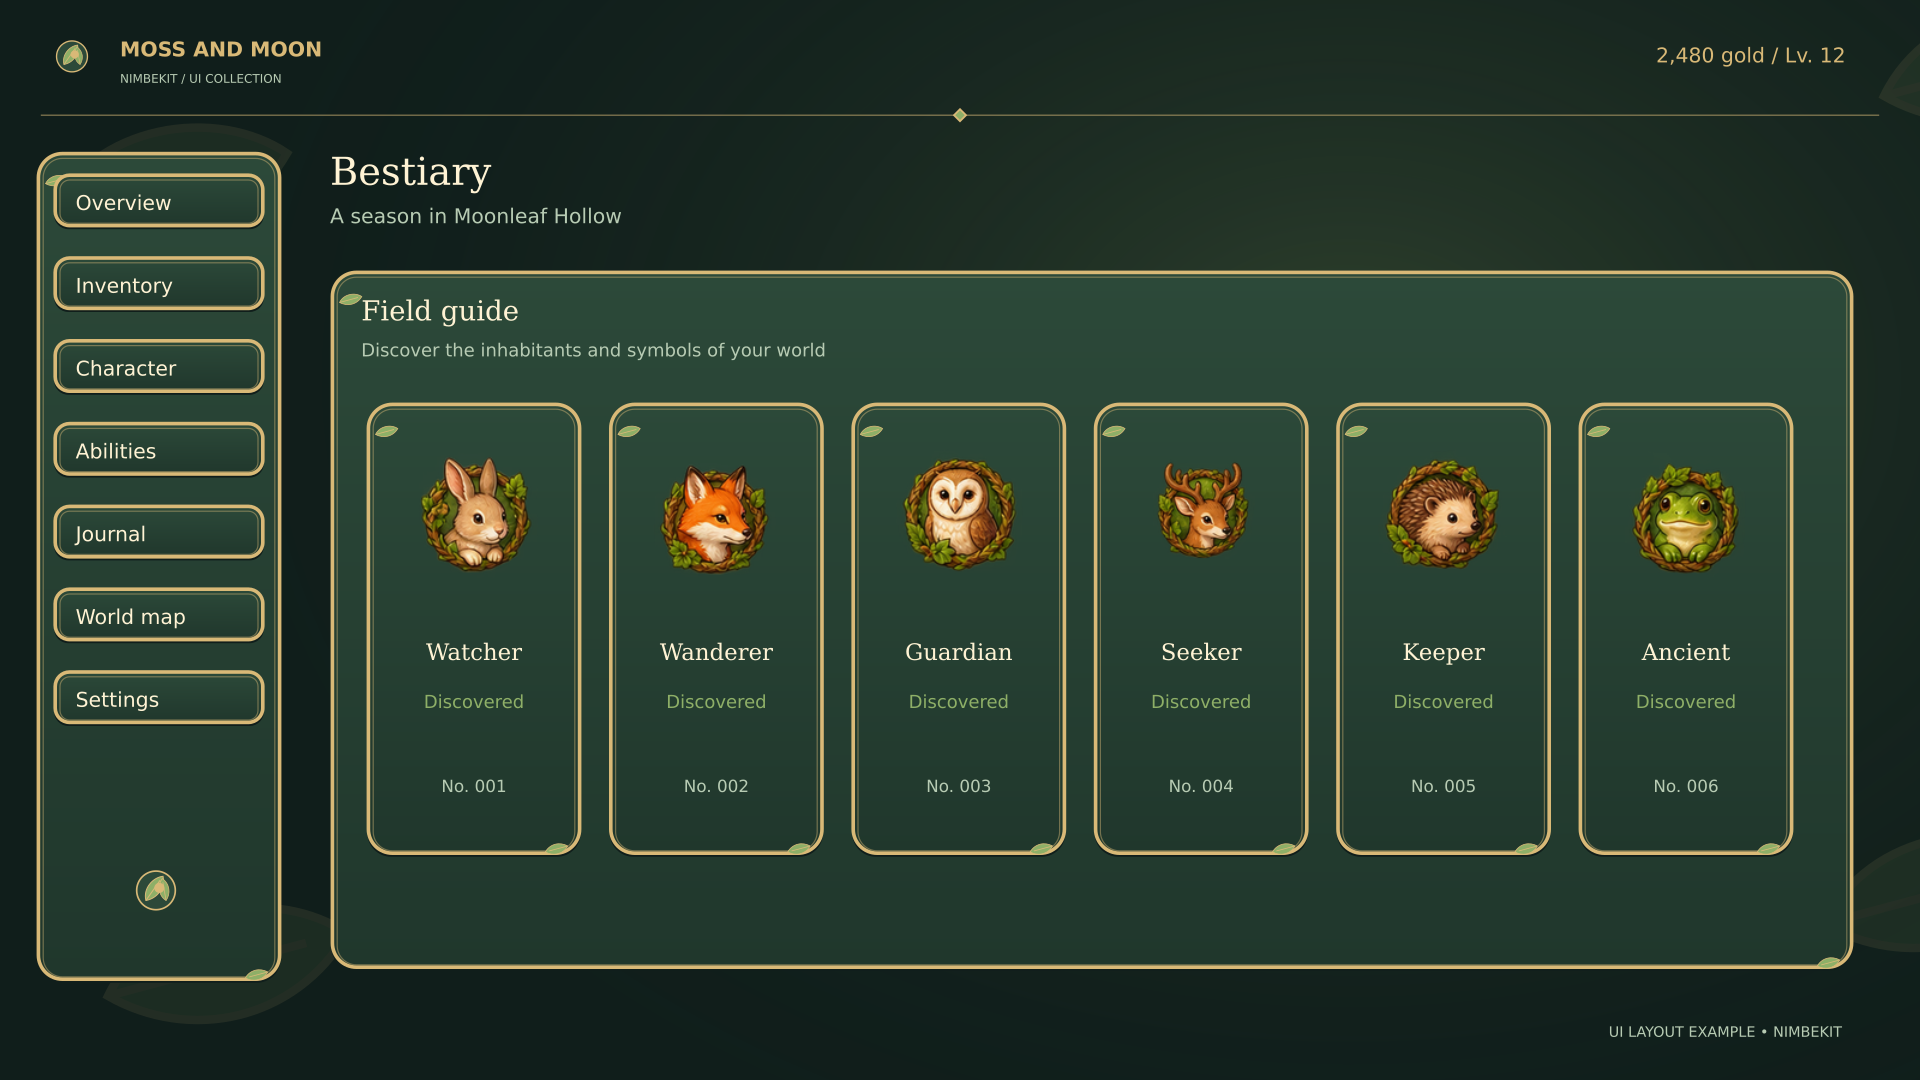 MOSS AND MOON
NIMBEKIT / UI COLLECTION
2,480 gold / Lv. 12
Overview
Inventory
Character
Abilities
Journal
World map
Settings
Bestiary
A season in Moonleaf Hollow
Field guide
Discover the inhabitants and symbols of your world
Watcher
Discovered
No. 001
Wanderer
Discovered
No. 002
Guardian
Discovered
No. 003
Seeker
Discovered
No. 004
Keeper
Discovered
No. 005
Ancient
Discovered
No. 006
UI LAYOUT EXAMPLE • NIMBEKIT